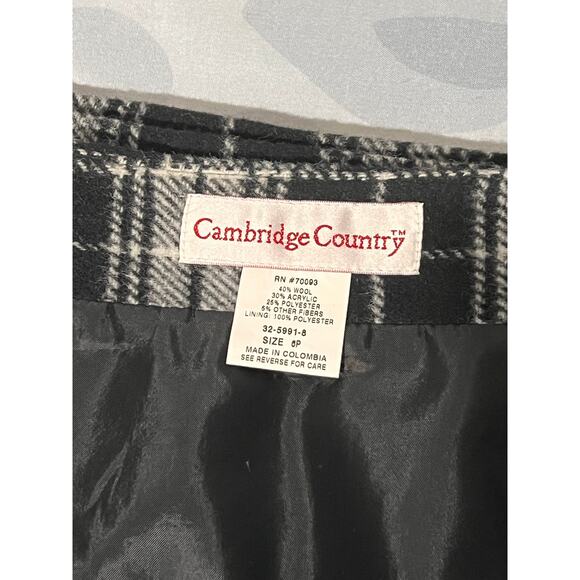 Cambridge Country™
RN #70093
40% WOOL
30% ACRYLIC
25% POLYESTER
5% OTHER FIBERS
LINING: 100% POLYESTER
32-5991-8
SIZE 6P
MADE IN COLOMBIA
SEE REVERSE FOR CARE